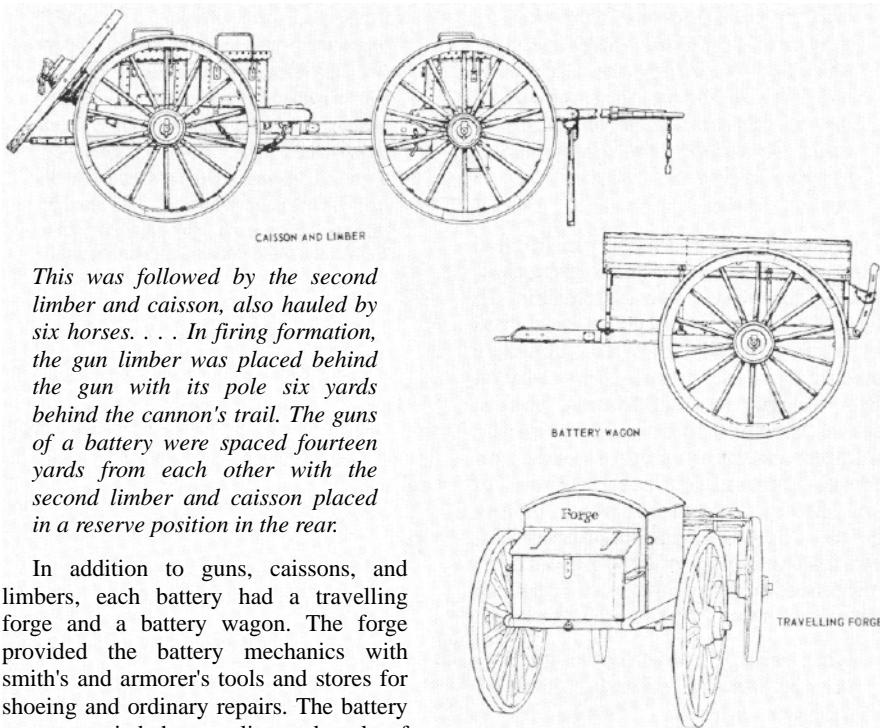 CAISSON AND LIMBER
This was followed by the second
limber and caisson, also hauled by
six horses. . . . In firing formation,
the gun limber was placed behind
the gun with its pole six yards
behind the cannon's trail. The guns
of a battery were spaced fourteen
yards from each other with the
second limber and caisson placed
in a reserve position in the rear.
BATTERY WAGON
Forge
TRAVELLING FORGE
In addition to guns, caissons, and
limbers, each battery had a travelling
forge and a battery wagon. The forge
provided the battery mechanics with
smith's and armorer's tools and stores for
shoeing and ordinary repairs. The battery